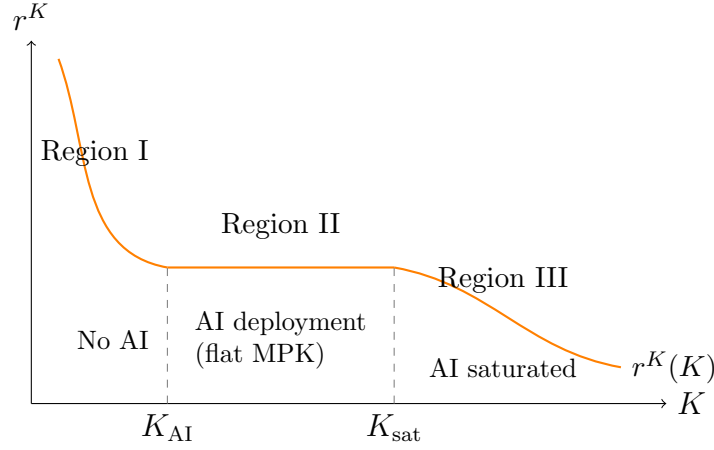 r^K
Region I
Region II
Region III
AI deployment
(flat MPK)
No AI
AI saturated
r^K(K)
K
K_AI
K_sat